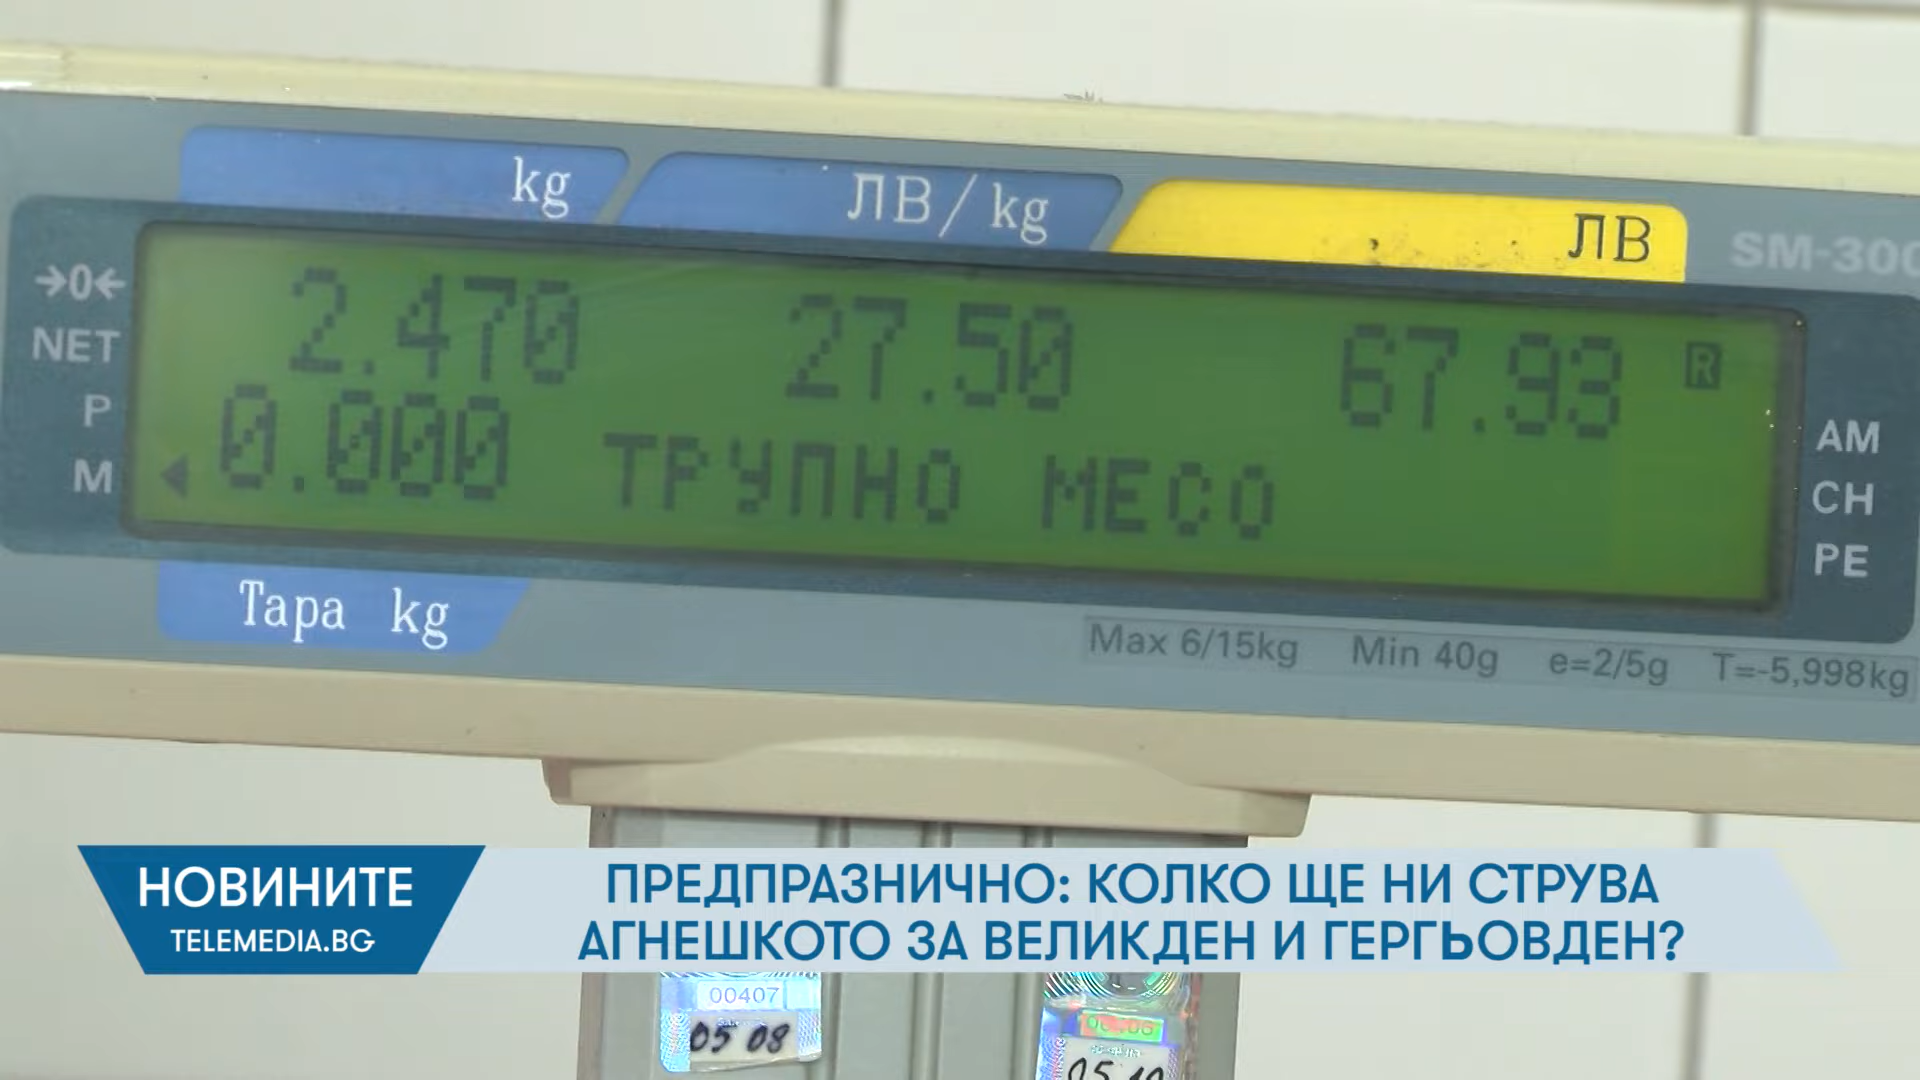 kg ЛВ/kg ЛВ
SM-300
→0← 2.470 27.50 67.93 R
NET
P
M 0.000 ТРУПНО МЕСО
AM
CH
PE
Тара kg
Max 6/15kg Min 40g e=2/5g T=-5,998kg
НОВИНИТЕ
TELEMEDIA.BG
ПРЕДПРАЗНИЧНО: КОЛКО ЩЕ НИ СТРУВА
АГНЕШКОТО ЗА ВЕЛИКДЕН И ГЕРГЬОВДЕН?
00407
05 08